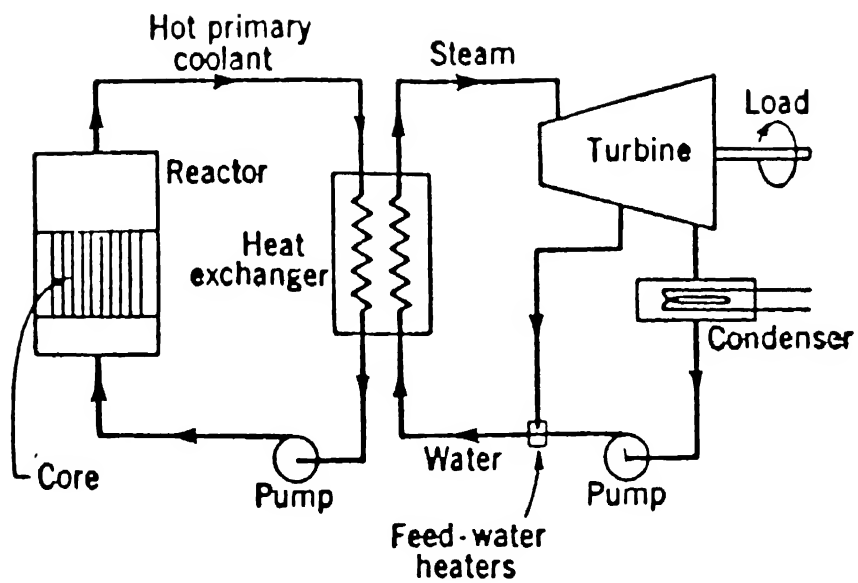 Hot primary
coolant
Steam
Load
Turbine
Reactor
Heat
exchanger
Condenser
Water
Core
Pump
Pump
Feed-water
heaters